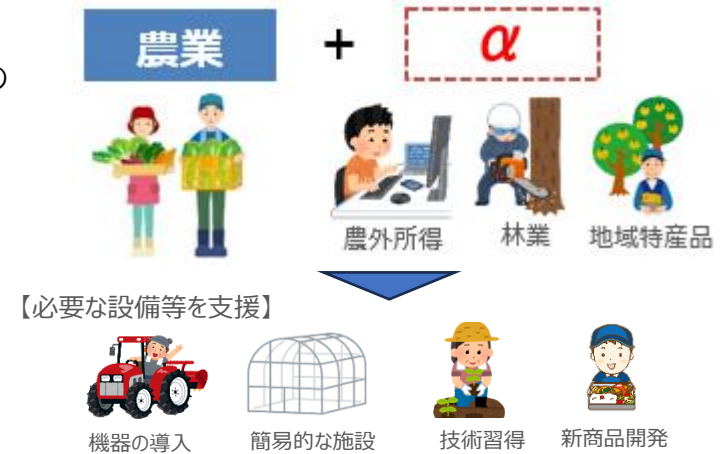 農業 + α
農外所得 林業 地域特産品
【必要な設備等を支援】
機器の導入 簡易的な施設 技術習得 新商品開発